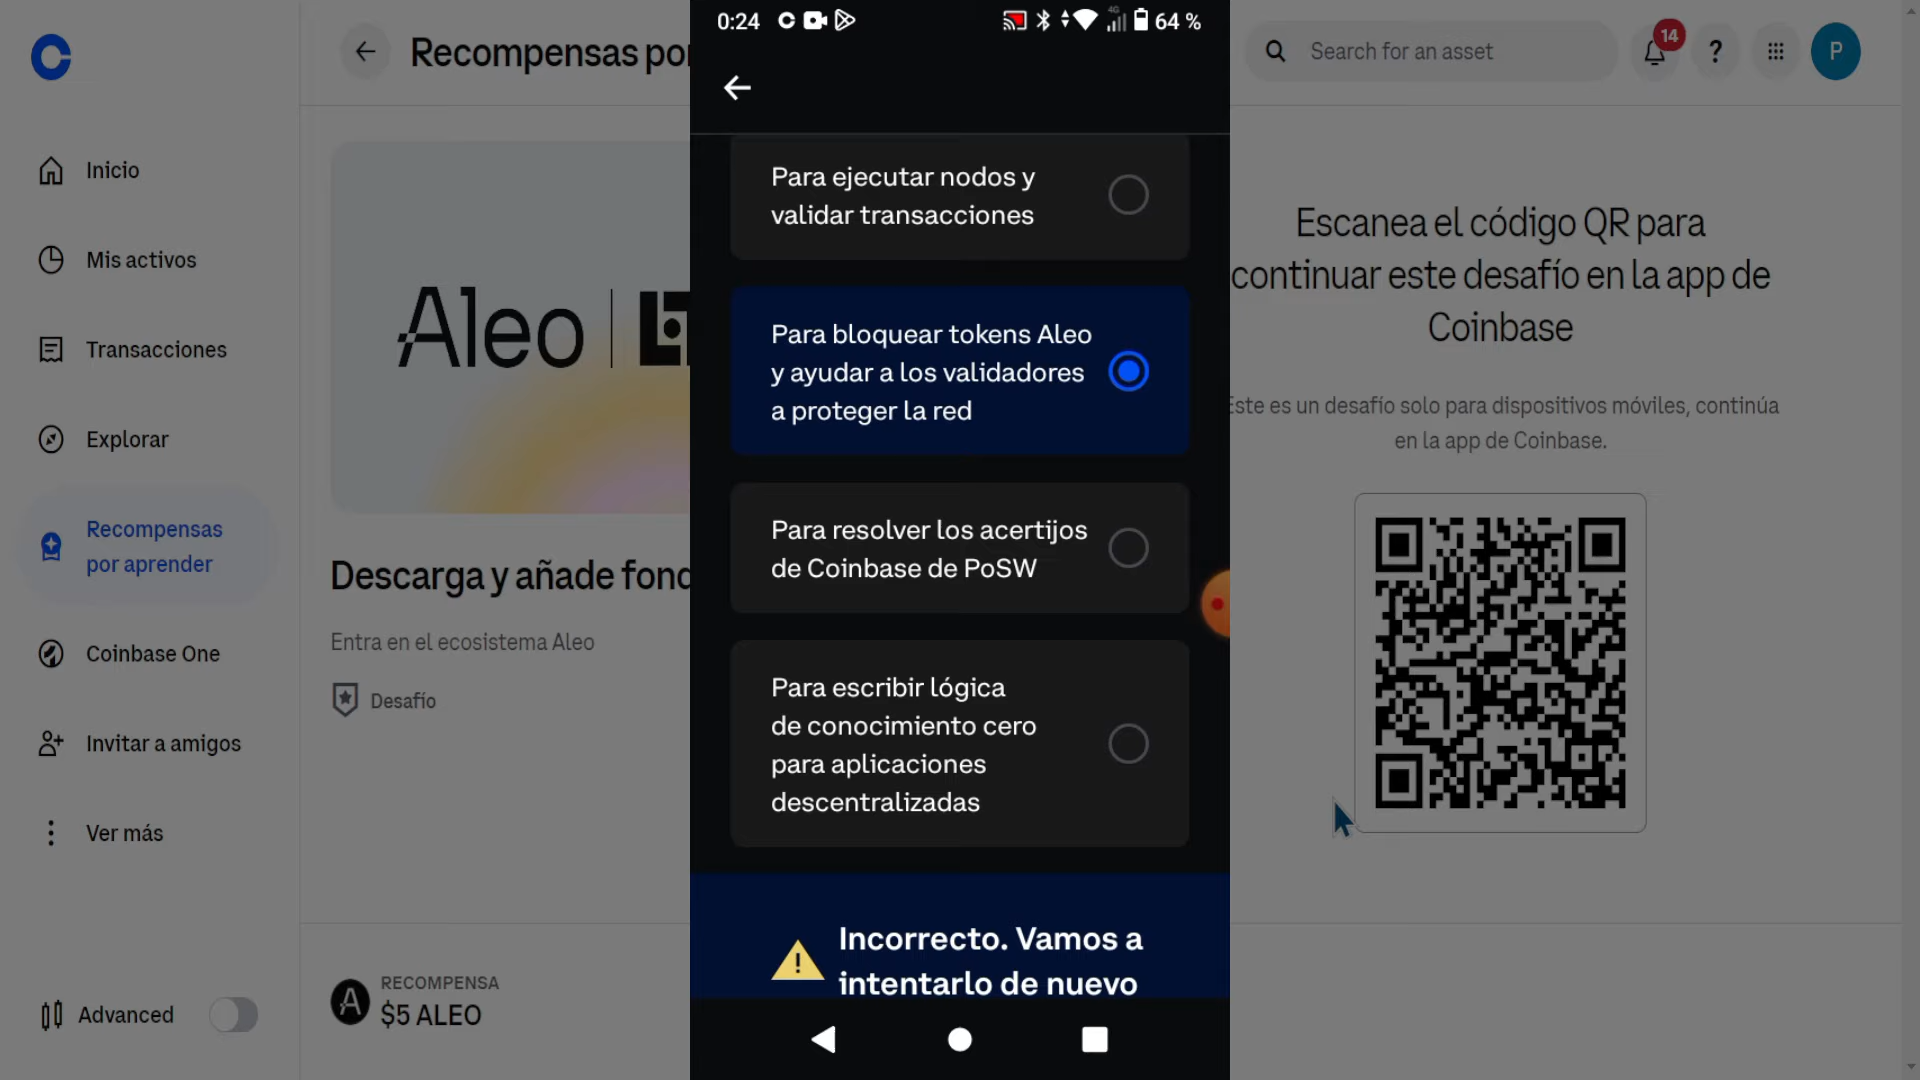 Recompensas por
Search for an asset
14
?
P
Inicio
Mis activos
Transacciones
Explorar
Recompensas
por aprender
Coinbase One
Invitar a amigos
Ver más
Advanced
Aleo
Descarga y añade fond
Entra en el ecosistema Aleo
Desafío
RECOMPENSA
$5 ALEO
0:24
4G
64 %
Para ejecutar nodos y
validar transacciones
Para bloquear tokens Aleo
y ayudar a los validadores
a proteger la red
Para resolver los acertijos
de Coinbase de PoSW
Para escribir lógica
de conocimiento cero
para aplicaciones
descentralizadas
Incorrecto. Vamos a
intentarlo de nuevo
Escanea el código QR para
continuar este desafío en la app de
Coinbase
Este es un desafío solo para dispositivos móviles, continúa
en la app de Coinbase.